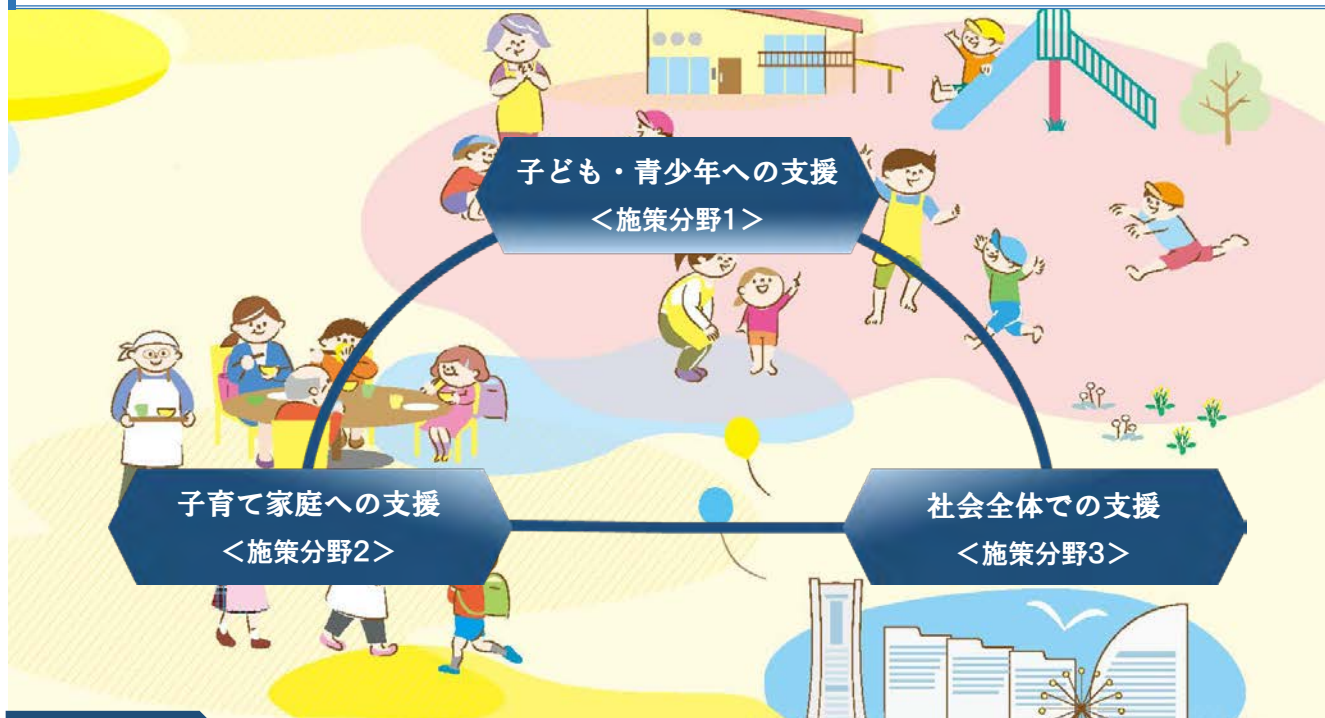 子ども・青少年への支援
＜施策分野1＞
子育て家庭への支援
＜施策分野2＞
社会全体での支援
＜施策分野3＞